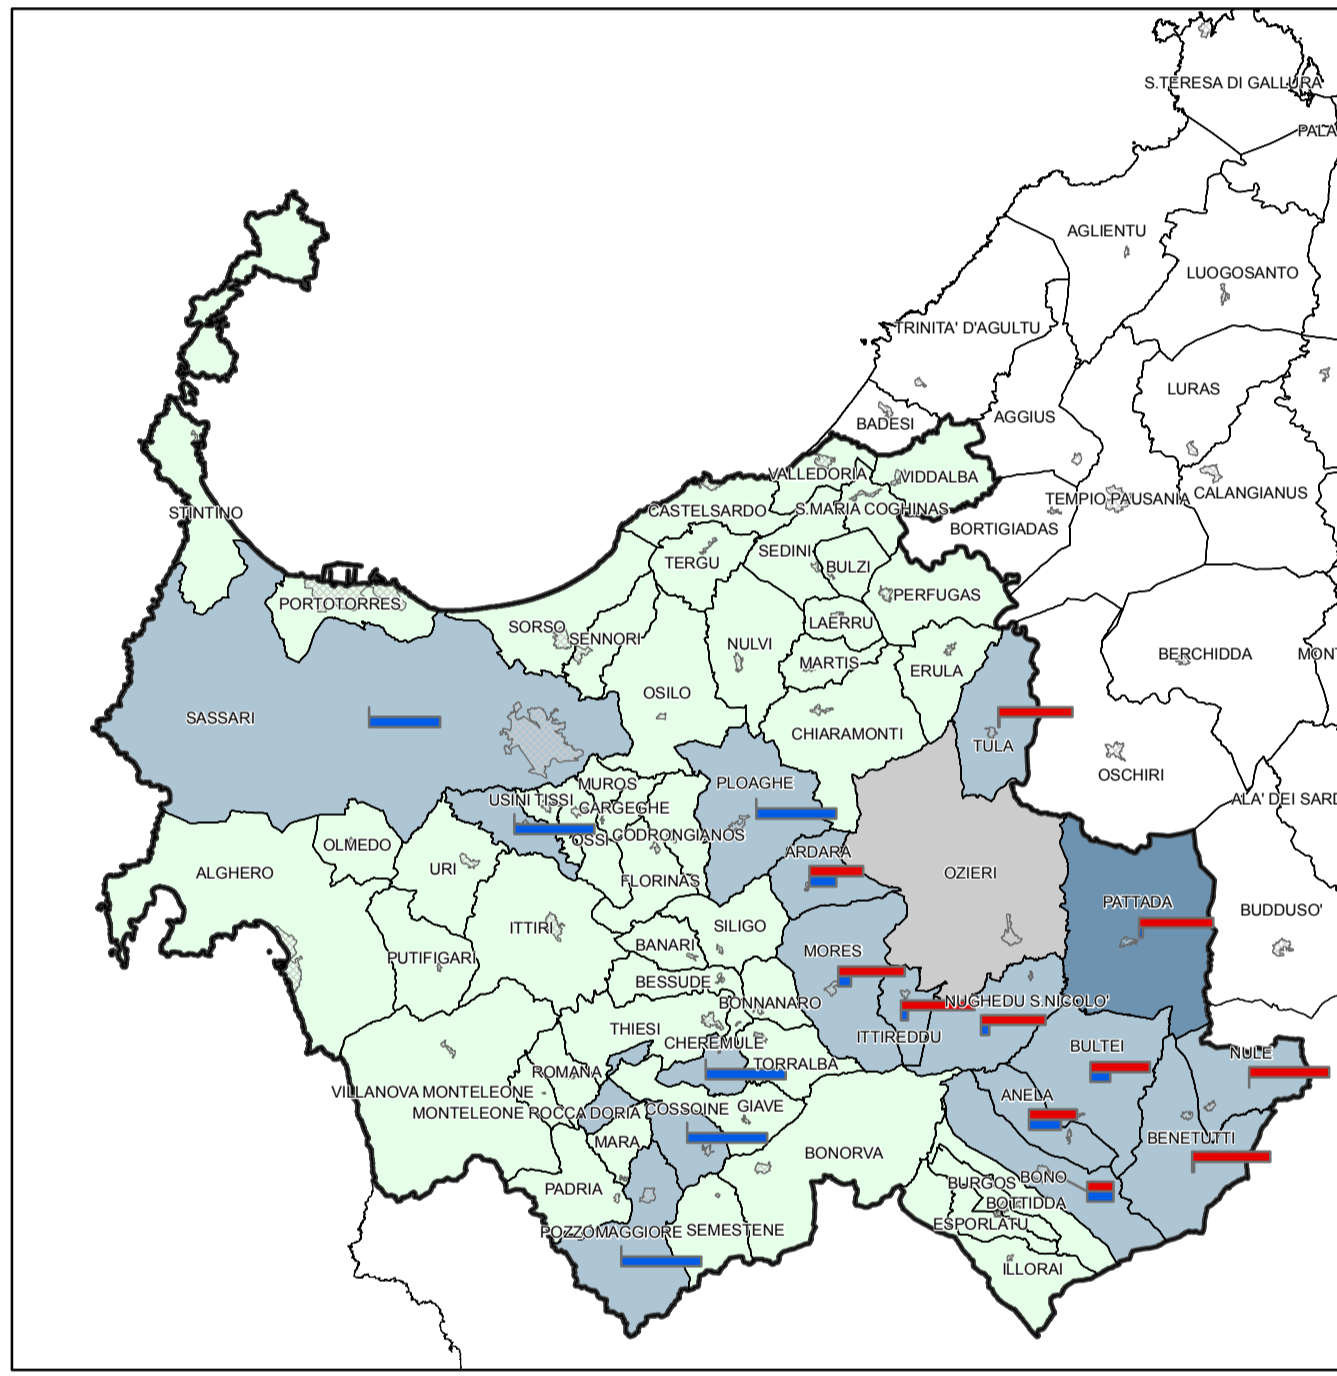 S.TERESA DI GALLURA
PALA
AGLIENTU
LUOGOSANTO
TRINITA' D'AGULTU
LURAS
BADESI
AGGIUS
VALLEDORIA
VIDDALBA
CALANGIANUS
TEMPIO PAUSANIA
S.MARIA COGHINAS
CASTELSARDO
STINTINO
BORTIGIADAS
SEDINI
TERGU
BULZI
PERFUGAS
PORTOTORRES
LAERRU
SORSO
SENNORI
NULVI
BERCHIDDA
MONT
MARTIS
ERULA
OSILO
SASSARI
CHIARAMONTI
TULA
OSCHIRI
PLOAGHE
MUROS
USINI
TISSI
CARGEGHE
ALA' DEI SARD
OSSI
CODRONGIANOS
OLMEDO
ARDARA
URI
ALGHERO
OZIERI
FLORINAS
PATTADA
BUDDUSO'
ITTIRI
SILIGO
BANARI
MORES
PUTIFIGARI
BESSUDE
BONNANARO
NUGHEDU S.NICOLO'
THIESI
ITTIREDDU
CHEREMULE
BULTEI
NULE
TORRALBA
ROMANA
VILLANOVA MONTELEONE
ANELA
GIAVE
COSSOINE
MONTELEONE ROCCA DORIA
BENETUTTI
MARA
BONORVA
BONO
BURGOS
PADRIA
BOTTIDDA
ESPORLATU
POZZOMAGGIORE
SEMESTENE
ILLORAI